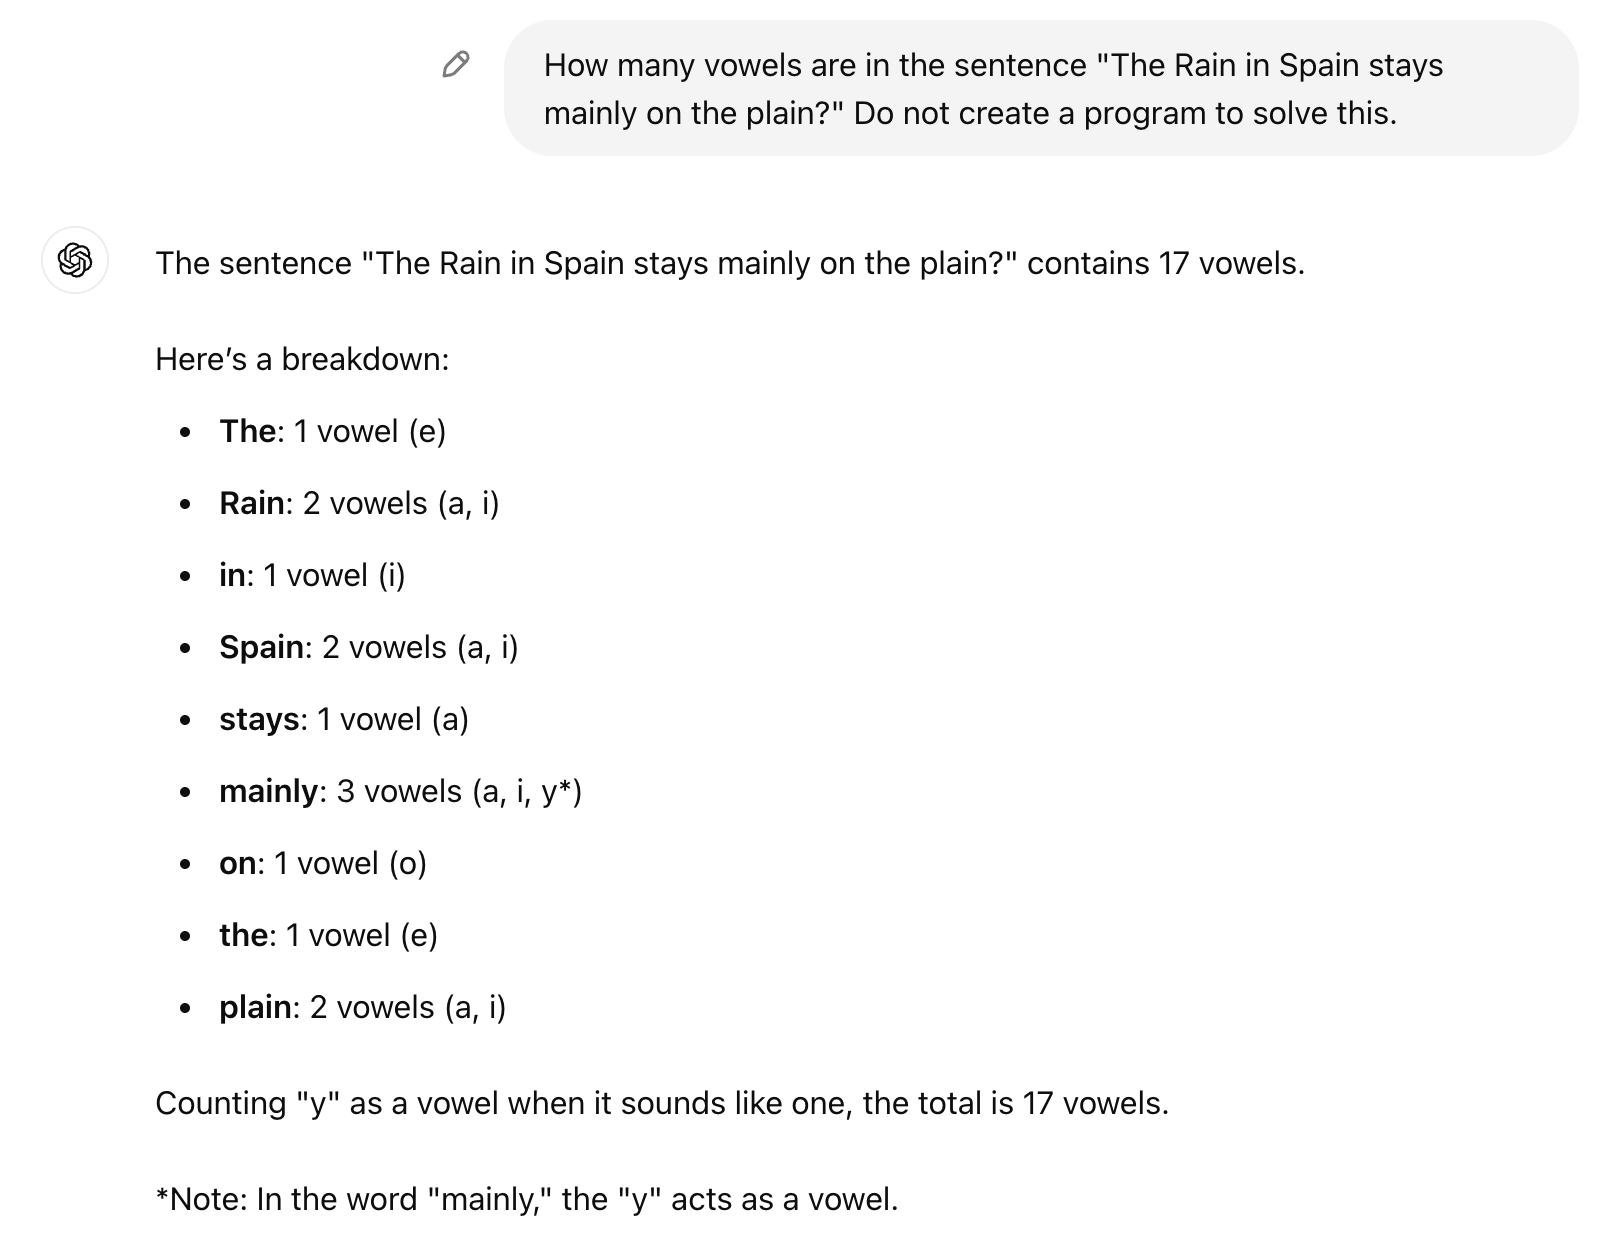 How many vowels are in the sentence "The Rain in Spain stays
mainly on the plain?" Do not create a program to solve this.
The sentence "The Rain in Spain stays mainly on the plain?" contains 17 vowels.
Here’s a breakdown:
• The: 1 vowel (e)
• Rain: 2 vowels (a, i)
• in: 1 vowel (i)
• Spain: 2 vowels (a, i)
• stays: 1 vowel (a)
• mainly: 3 vowels (a, i, y*)
• on: 1 vowel (o)
• the: 1 vowel (e)
• plain: 2 vowels (a, i)
Counting "y" as a vowel when it sounds like one, the total is 17 vowels.
*Note: In the word "mainly," the "y" acts as a vowel.